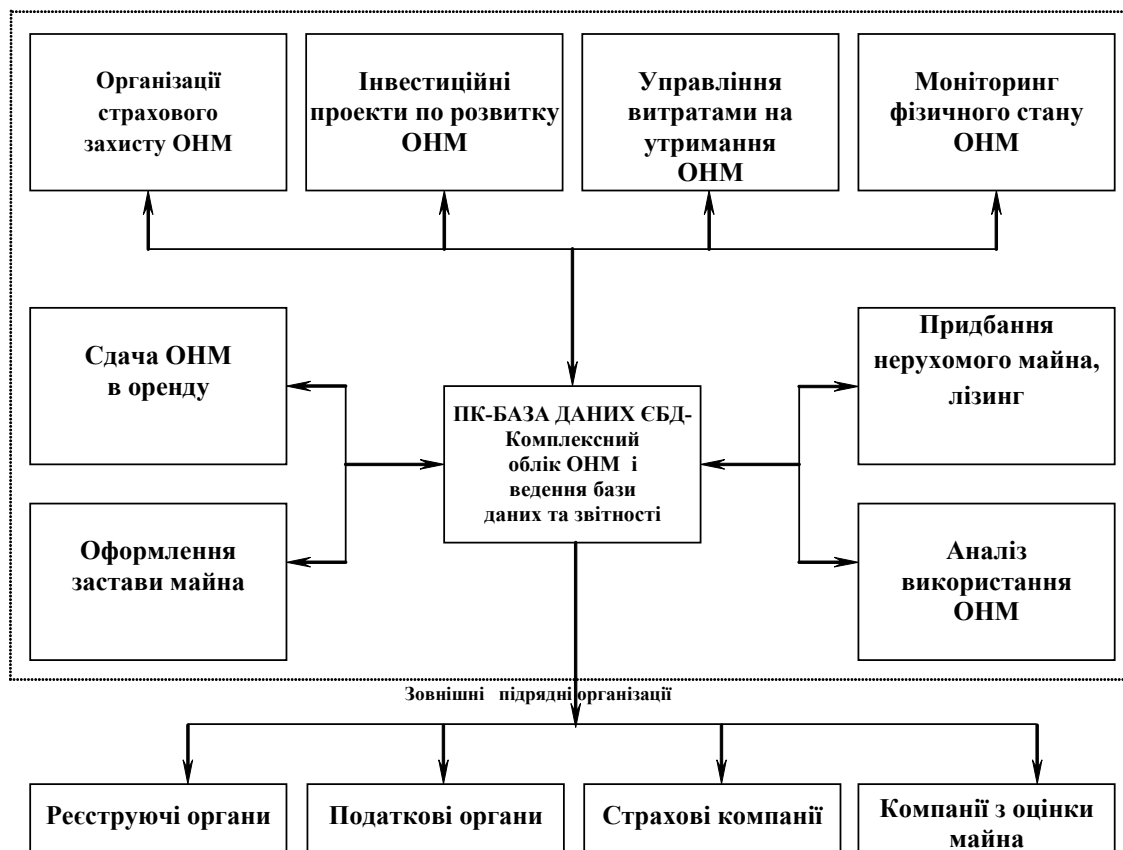 Організації
страхового
захисту ОНМ
Інвестиційні
проекти по розвитку
ОНМ
Управління
витратами на
утримання
ОНМ
Моніторинг
фізичного стану
ОНМ
Сдача ОНМ
в оренду
Придбання
нерухомого майна,
лізинг
ПК-БАЗА ДАНИХ ЄБД-
Комплексний
облік ОНМ і
ведення бази
даних та звітності
Оформлення
застави майна
Аналіз
використання
ОНМ
Зовнішні підрядні організації
Реєструючі органи
Податкові органи
Страхові компанії
Компанії з оцінки
майна